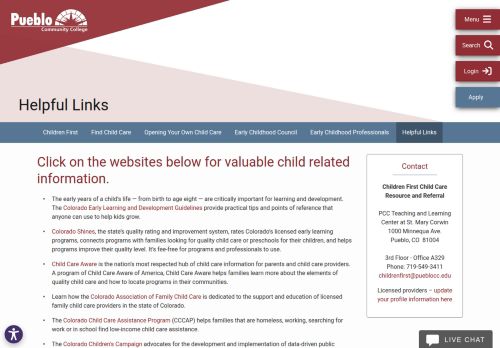 Pueblo
Community College
Menu
Search
Login
Apply
Helpful Links
Children First
Find Child Care
Opening Your Own Child Care
Early Childhood Council
Early Childhood Professionals
Helpful Links
Click on the websites below for valuable child related
information.
The early years of a child's life — from birth to age eight — are critically important for learning and development.
The Colorado Early Learning and Development Guidelines provide practical tips and points of reference that
anyone can use to help kids grow.
Colorado Shines, the state's quality rating and improvement system, rates Colorado's licensed early learning
programs, connects programs with families looking for quality child care or preschools for their children, and helps
programs improve their quality level. It's fee-free for programs and professionals to use.
Child Care Aware is the nation's most respected hub of child care information for parents and child care providers.
A program of Child Care Aware of America, Child Care Aware helps families learn more about the elements of
quality child care and how to locate programs in their communities.
Learn how the Colorado Association of Family Child Care is dedicated to the support and education of licensed
family child care providers in the state of Colorado.
The Colorado Child Care Assistance Program (CCCAP) helps families that are homeless, working, searching for
work or in school find low-income child care assistance.
The Colorado Children's Campaign advocates for the development and implementation of data-driven public
Contact
Children First Child Care
Resource and Referral
PCC Teaching and Learning
Center at St. Mary Corwin
1000 Minnequa Ave.
Pueblo, CO 81004
3rd Floor - Office A329
Phone: 719-549-3411
childrenfirst@pueblocc.edu
Licensed providers – update
your profile information here
LIVE CHAT